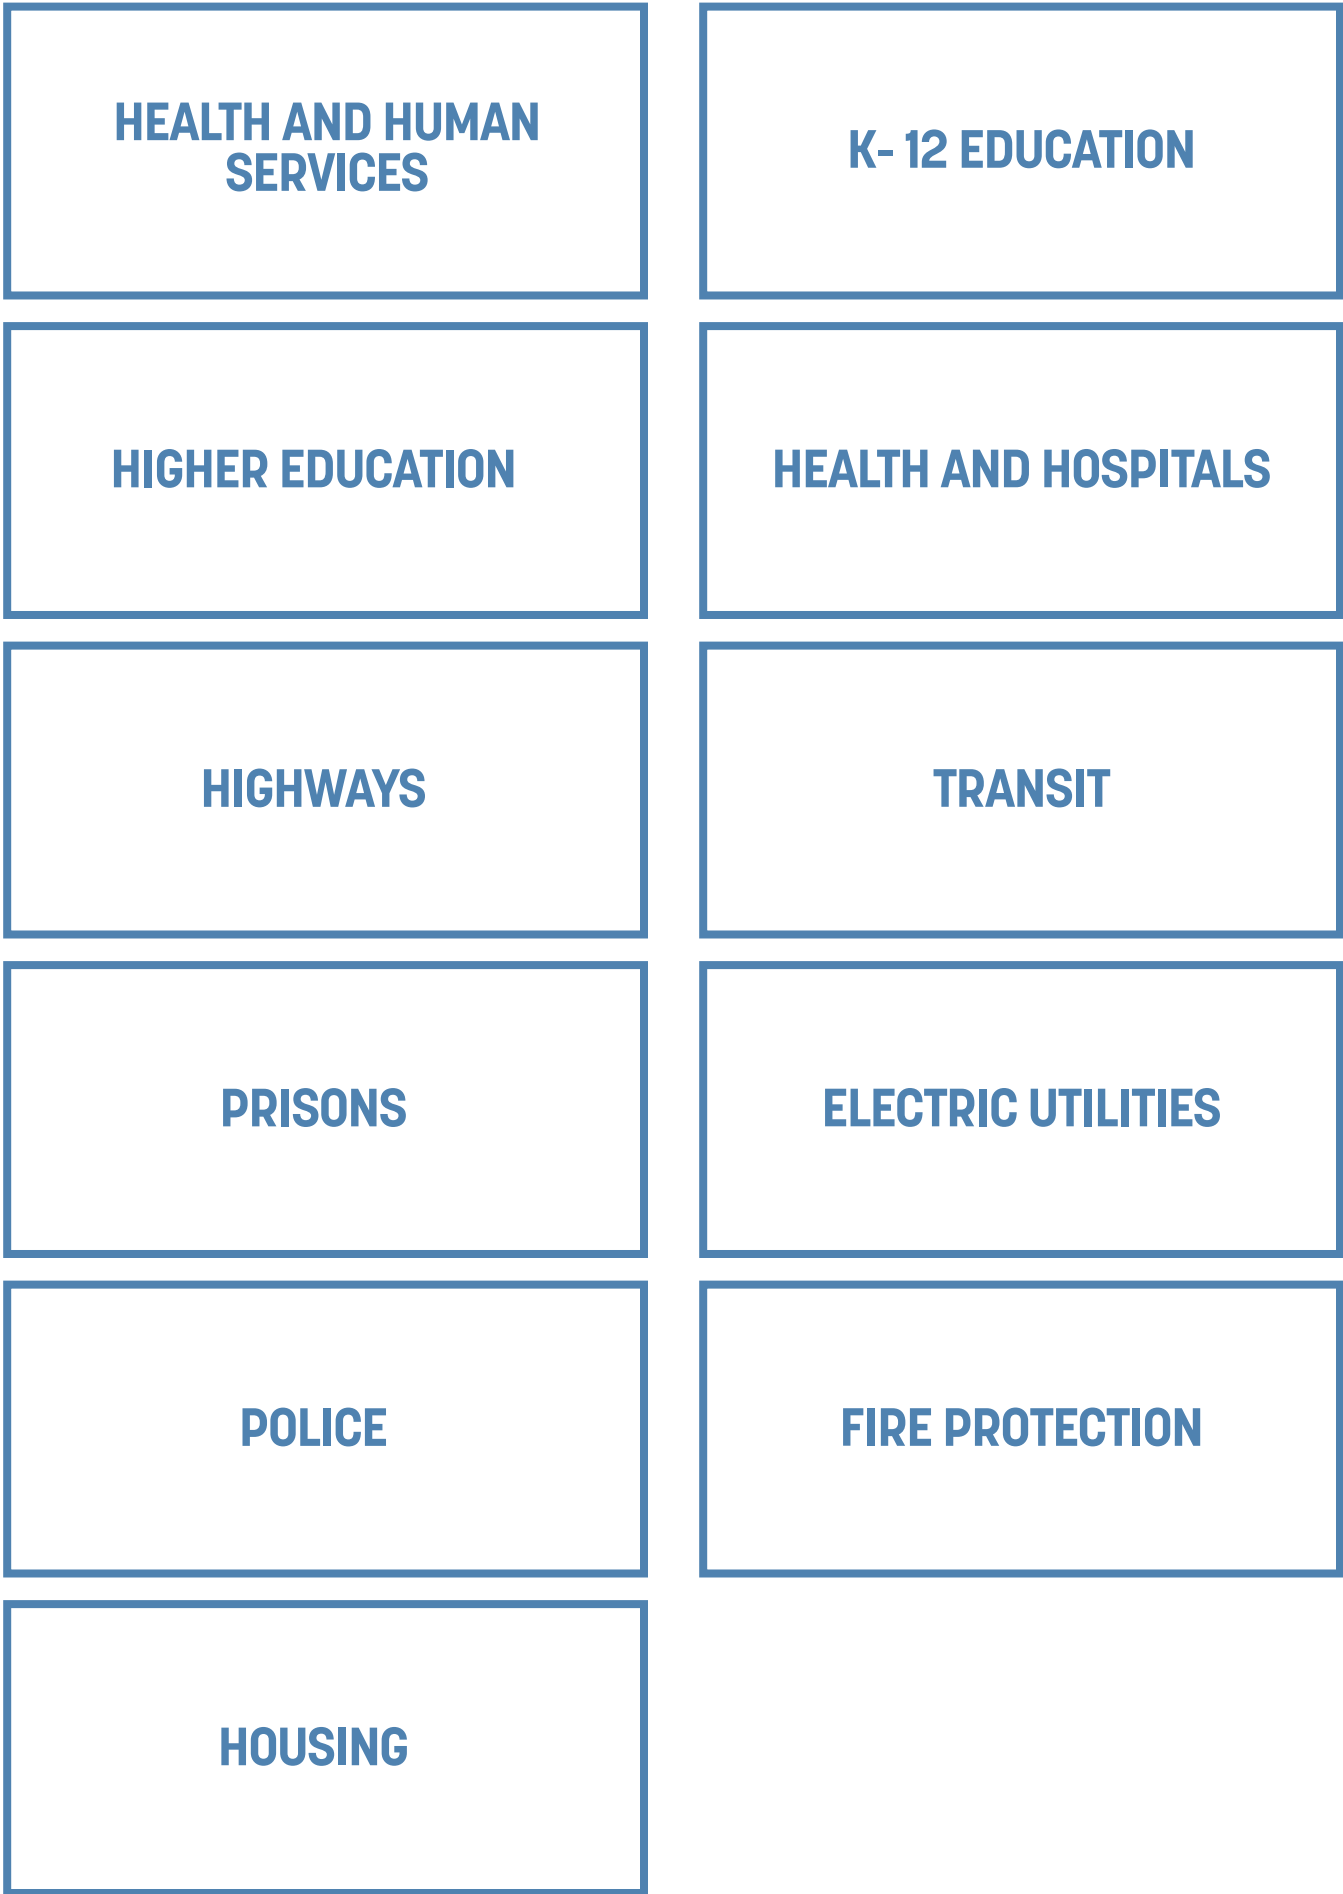 HEALTH AND HUMAN
SERVICES
K- 12 EDUCATION
HIGHER EDUCATION
HEALTH AND HOSPITALS
HIGHWAYS
TRANSIT
PRISONS
ELECTRIC UTILITIES
POLICE
FIRE PROTECTION
HOUSING